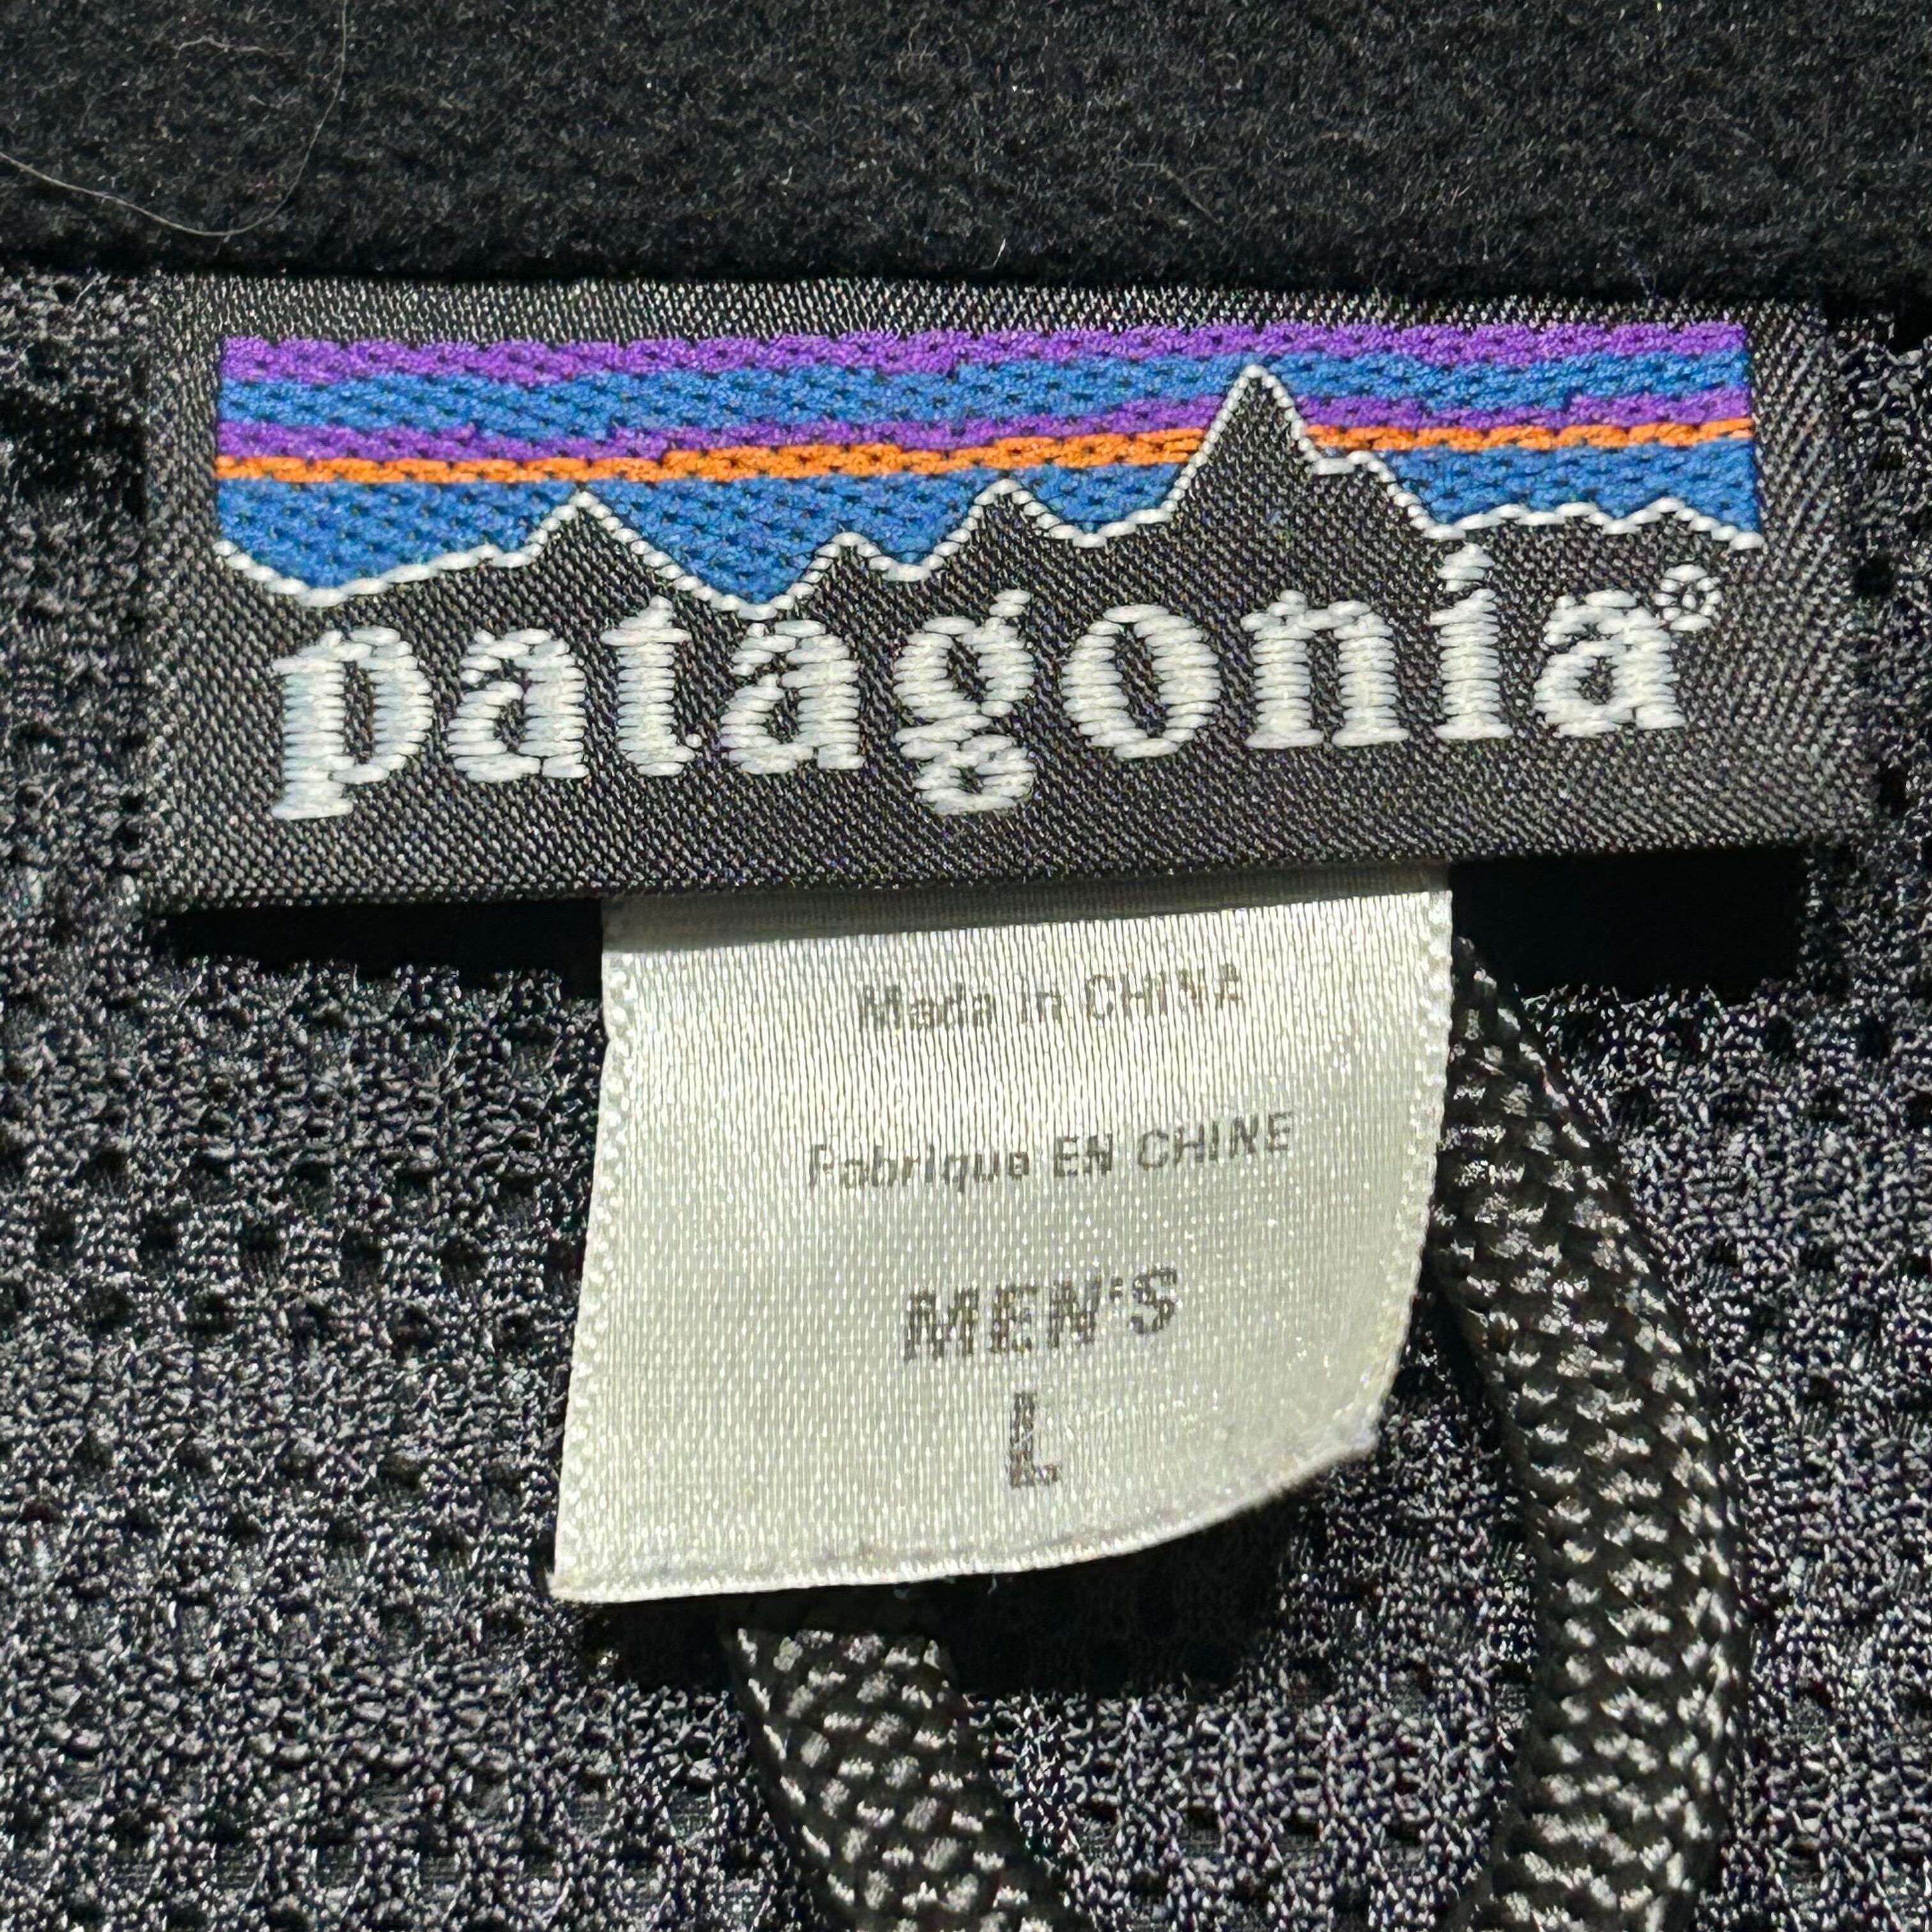 patagonia®
Made in CHINA
Fabrique EN CHINE
MEN'S
L